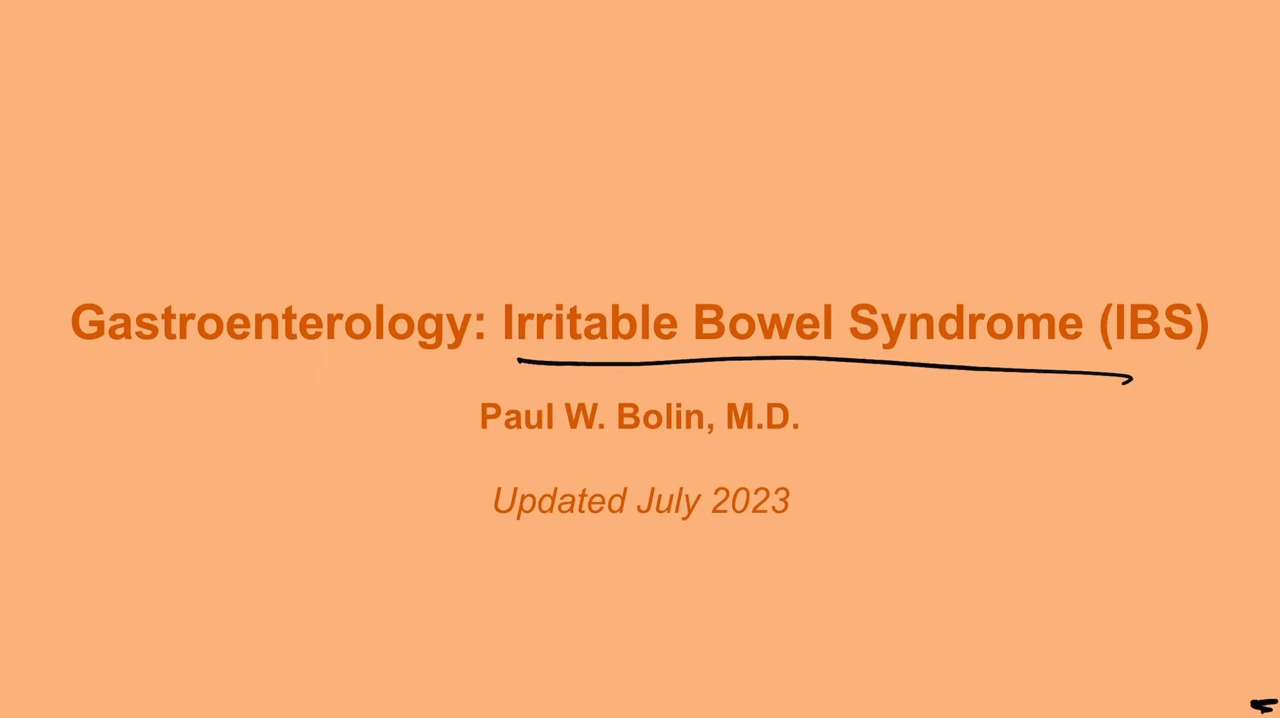 Gastroenterology: Irritable Bowel Syndrome (IBS)
Paul W. Bolin, M.D.
Updated July 2023